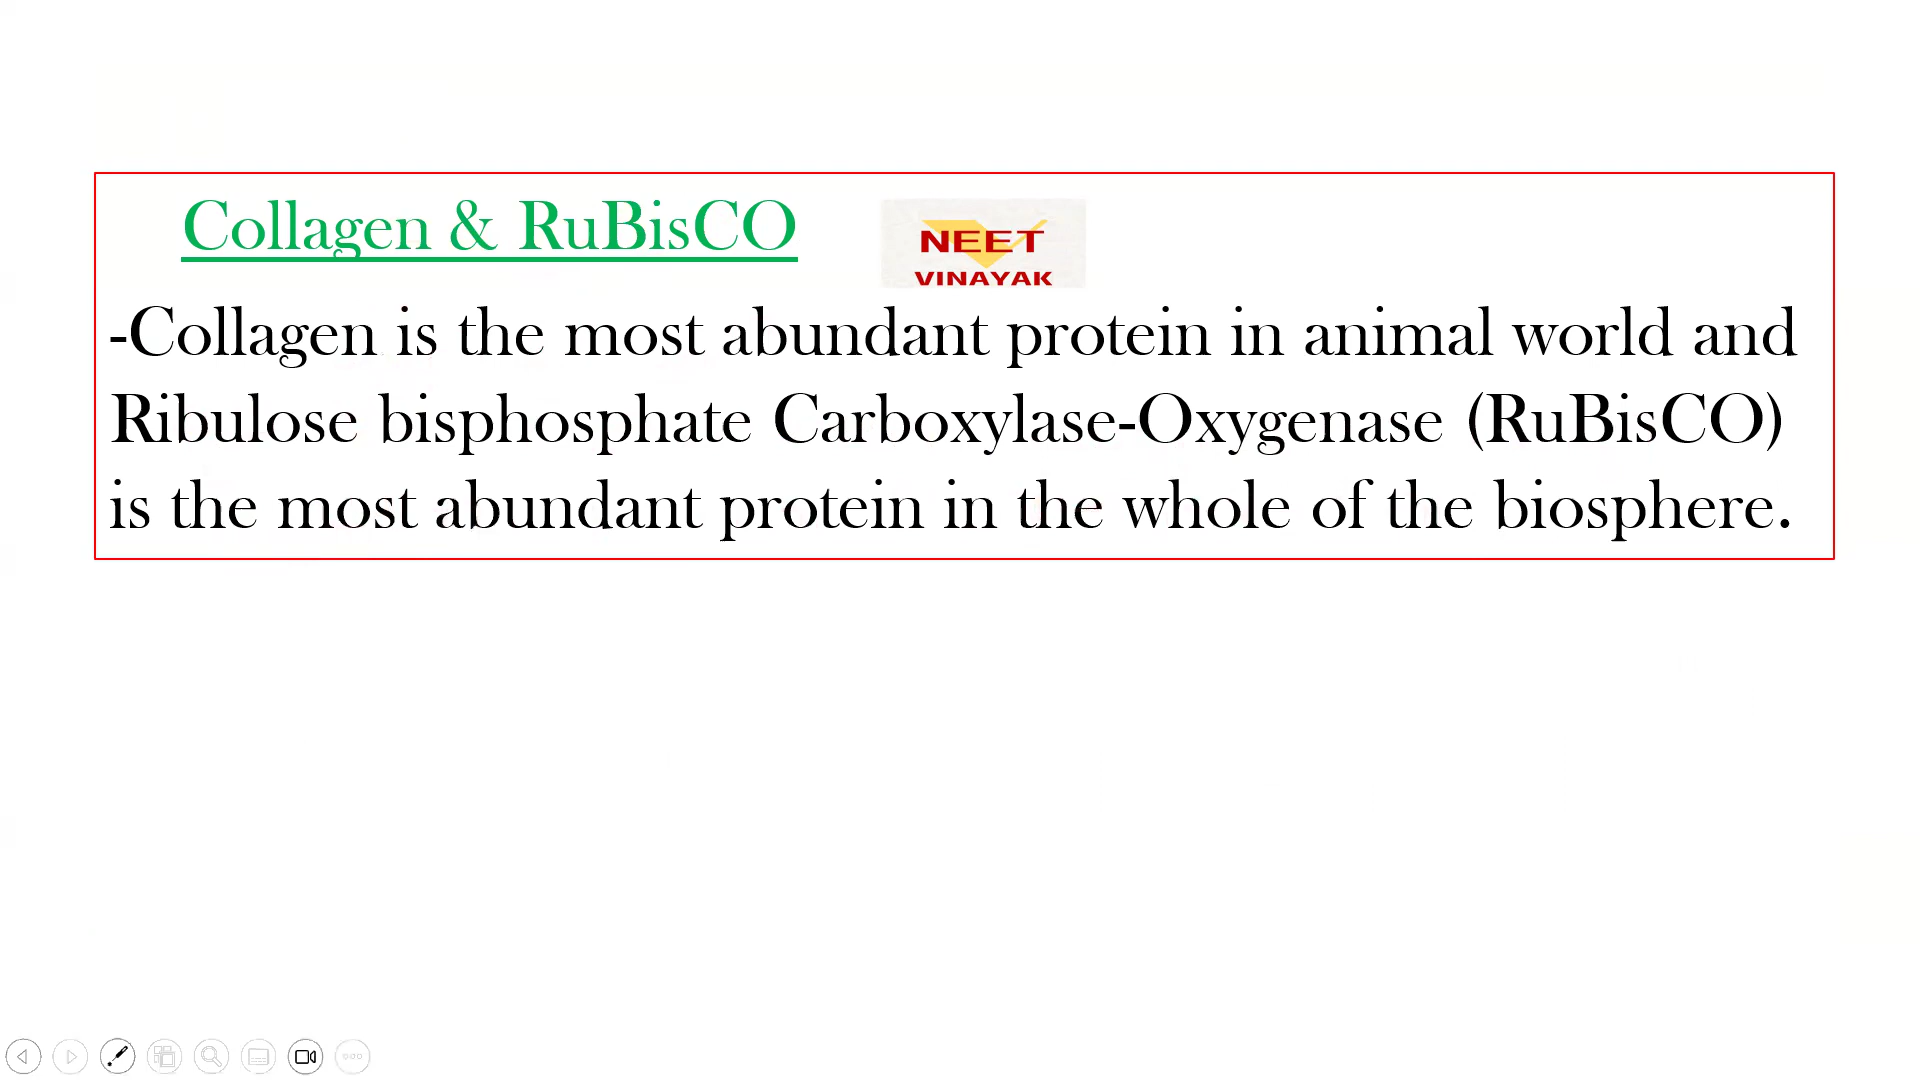 Collagen & RuBisCO
NEET
VINAYAK
-Collagen is the most abundant protein in animal world and
Ribulose bisphosphate Carboxylase-Oxygenase (RuBisCO)
is the most abundant protein in the whole of the biosphere.